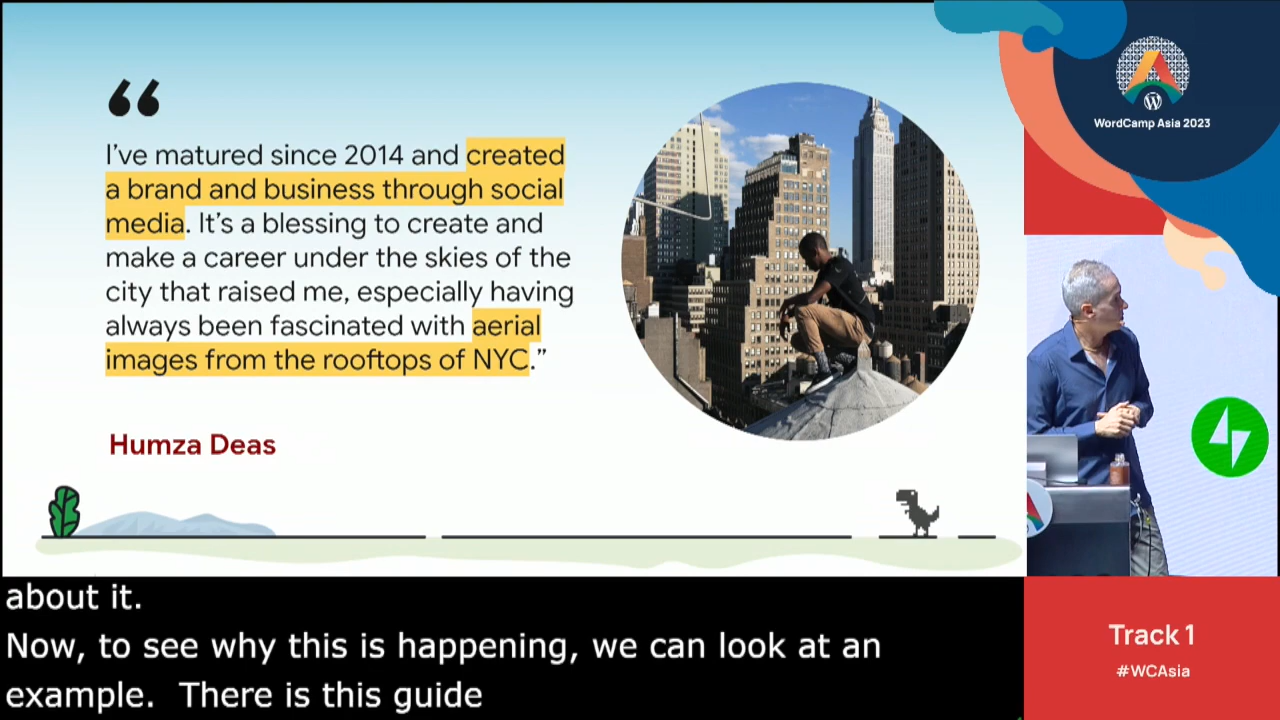 “
I’ve matured since 2014 and created
a brand and business through social
media. It’s a blessing to create and
make a career under the skies of the
city that raised me, especially having
always been fascinated with aerial
images from the rooftops of NYC.”
Humza Deas
WordCamp Asia 2023
about it.
Now, to see why this is happening, we can look at an
example.  There is this guide
Track 1
#WCAsia